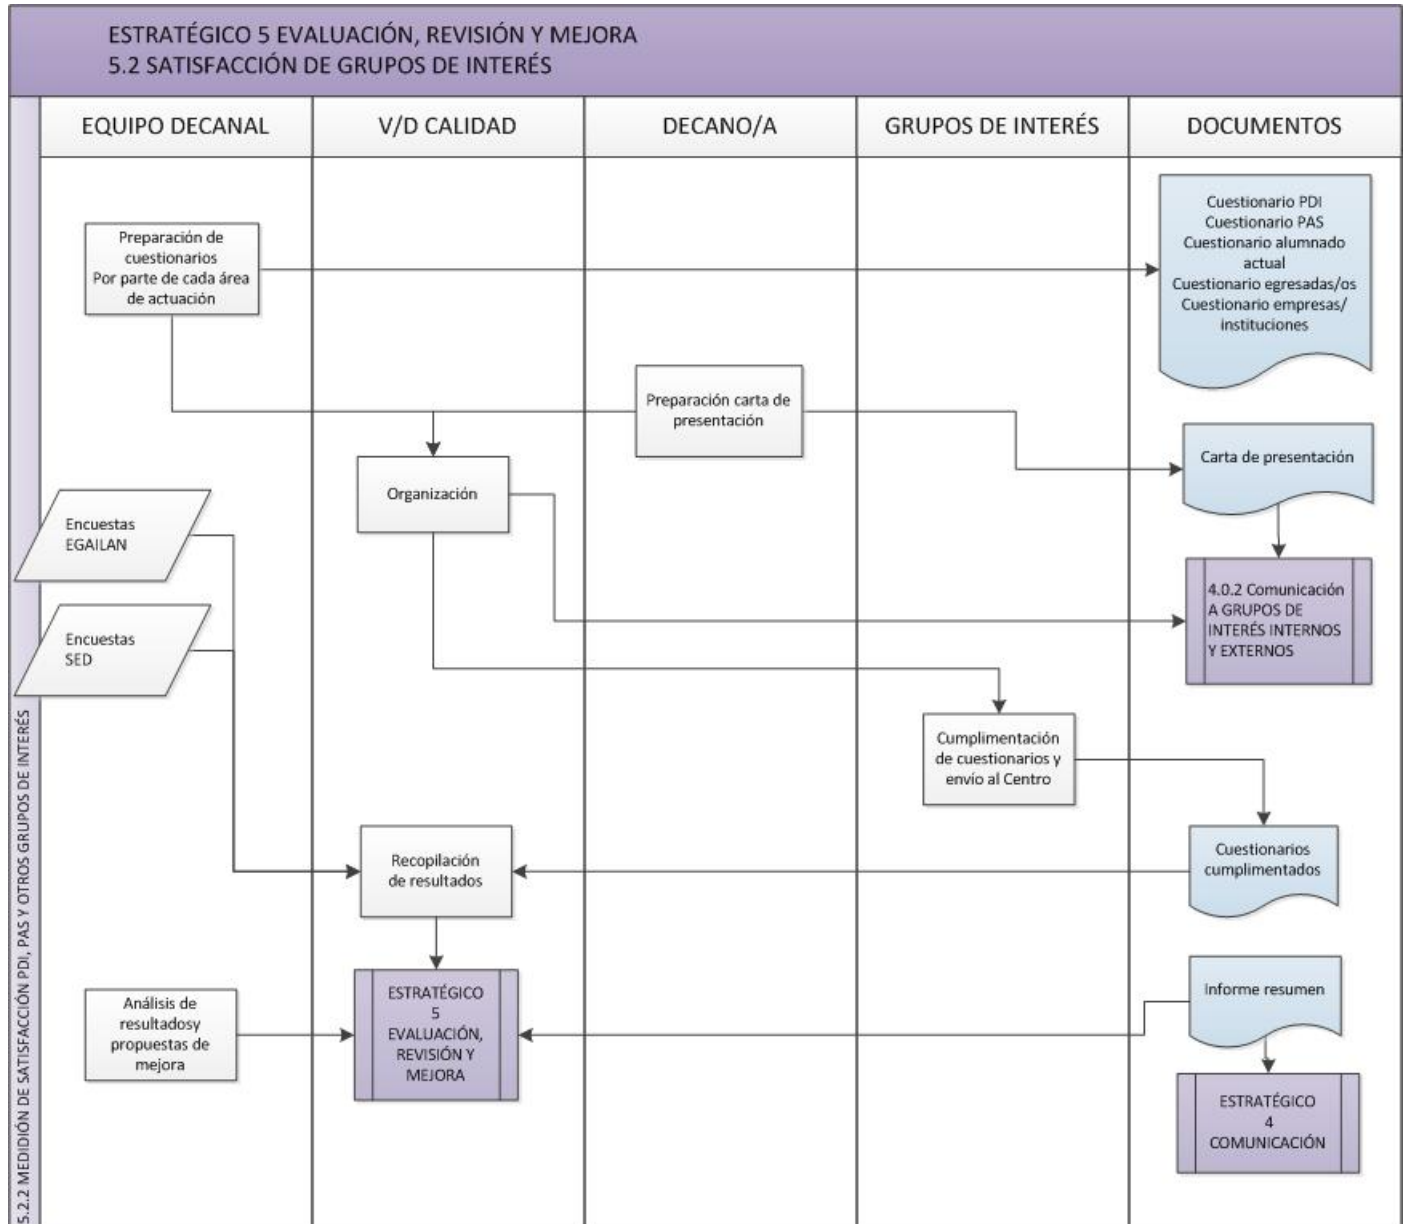 ESTRATÉGICO 5 EVALUACIÓN, REVISIÓN Y MEJORA
5.2 SATISFACCIÓN DE GRUPOS DE INTERÉS
EQUIPO DECANAL
V/D CALIDAD
DECANO/A
GRUPOS DE INTERÉS
DOCUMENTOS
5.2.2 MEDIDIÓN DE SATISFACCIÓN PDI, PAS Y OTROS GRUPOS DE INTERÉS
Preparación de
cuestionarios
Por parte de cada área
de actuación
Cuestionario PDI
Cuestionario PAS
Cuestionario alumnado
actual
Cuestionario egresadas/os
Cuestionario empresas/
instituciones
Preparación carta de
presentación
Carta de presentación
Organización
Encuestas
EGAILAN
4.0.2 Comunicación
A GRUPOS DE
INTERÉS INTERNOS
Y EXTERNOS
Encuestas
SED
Cumplimentación
de cuestionarios y
envío al Centro
Recopilación
de resultados
Cuestionarios
cumplimentados
Análisis de
resultadosy
propuestas de
mejora
ESTRATÉGICO
5
EVALUACIÓN,
REVISIÓN Y
MEJORA
Informe resumen
ESTRATÉGICO
4
COMUNICACIÓN